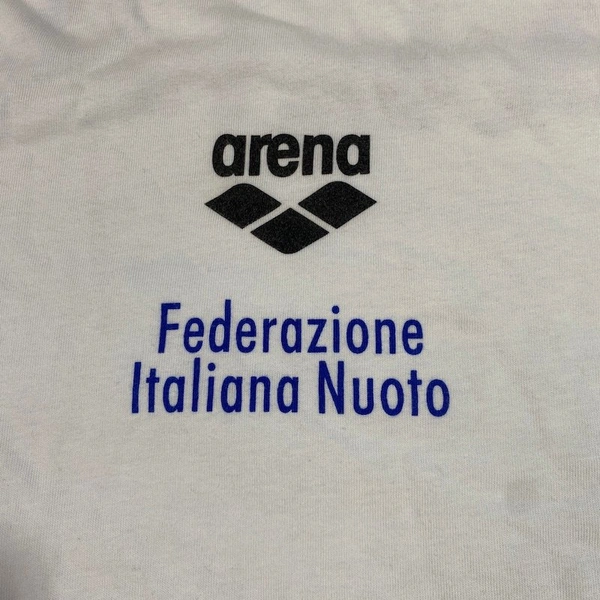 arena
Federazione
Italiana Nuoto